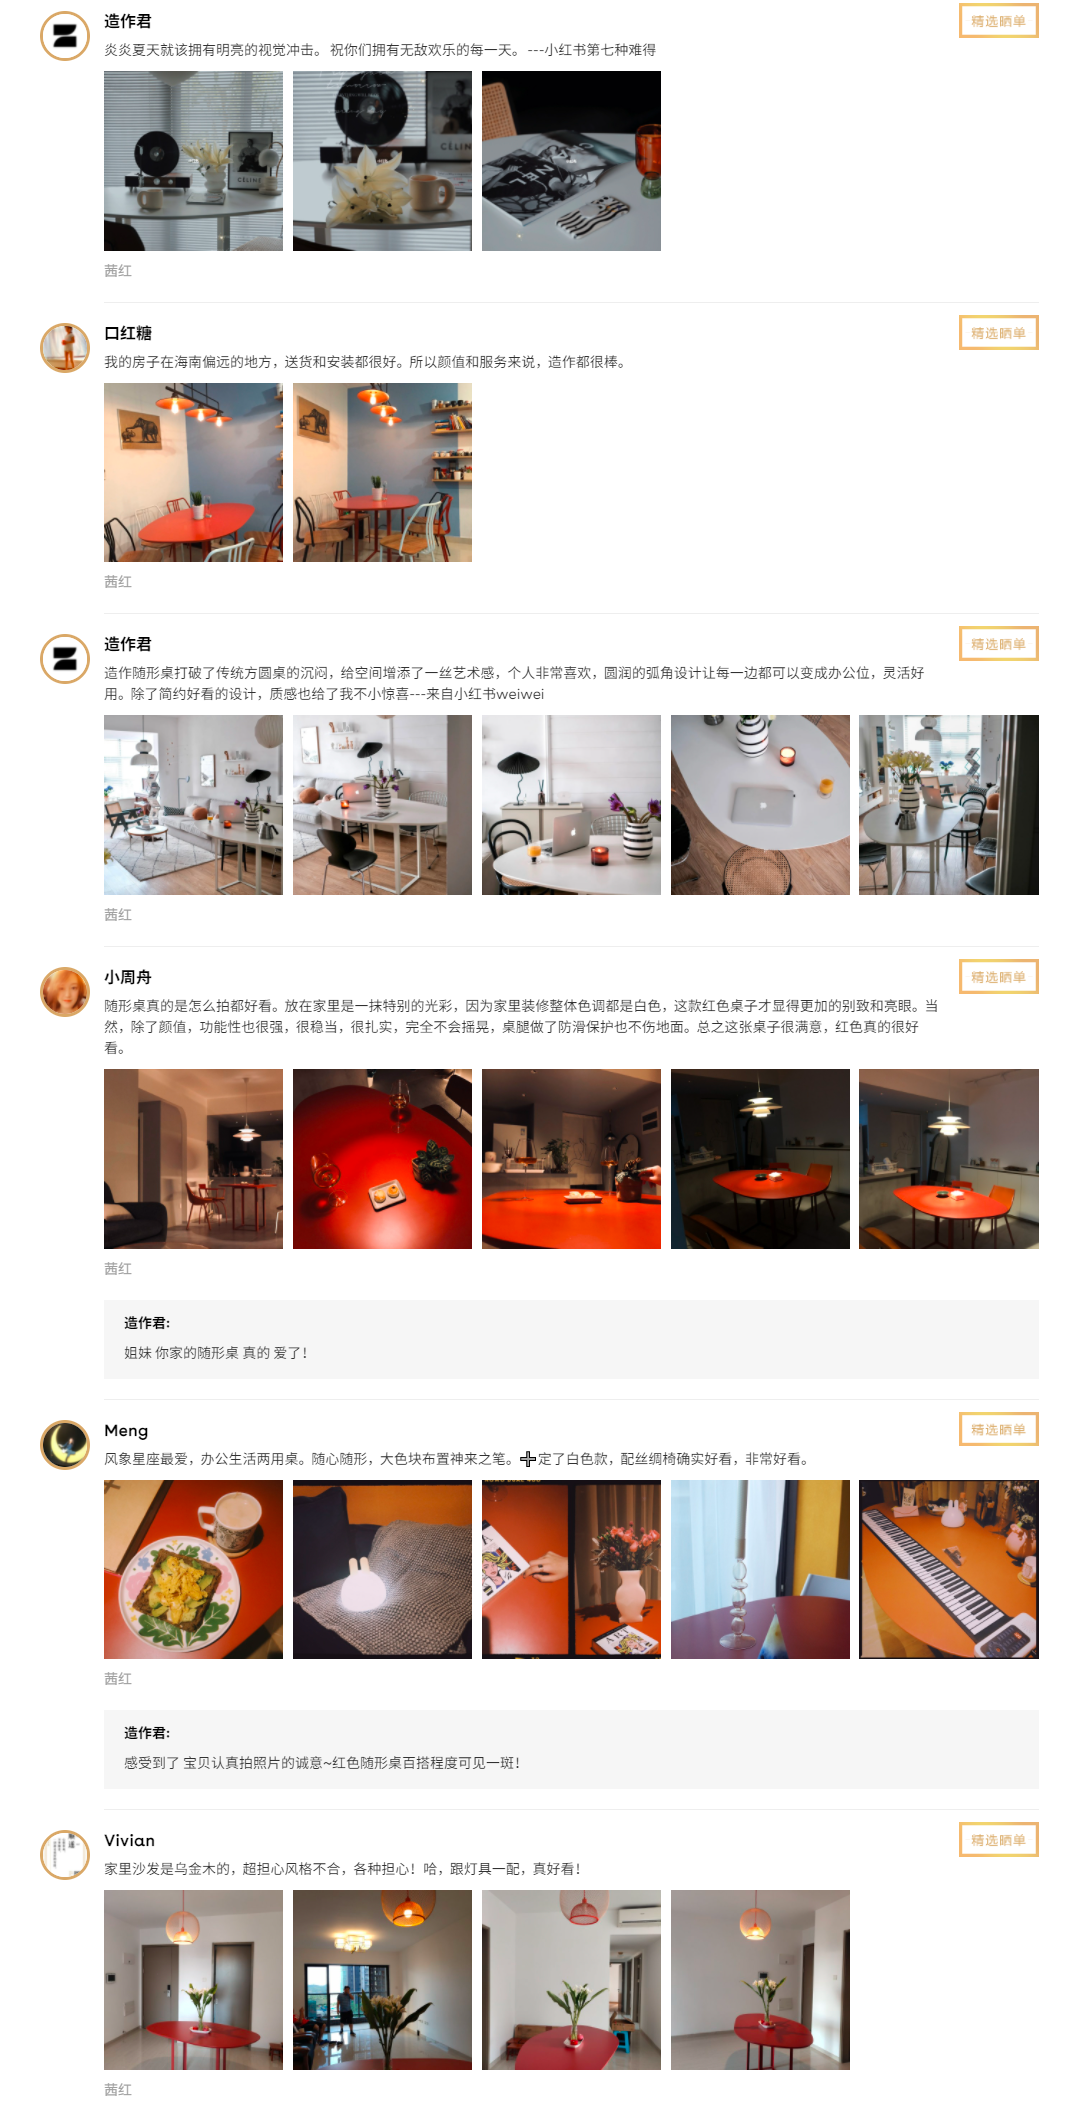 造作君
精选晒单
炎炎夏天就该拥有明亮的视觉冲击。祝你们拥有无敌欢乐的每一天。---小红书第七种难得
CELINE
CHANEL
茜红
口红糖
精选晒单
我的房子在海南偏远的地方，送货和安装都很好。所以颜值和服务来说，造作都很棒。
茜红
造作君
精选晒单
造作随形桌打破了传统方圆桌的沉闷，给空间增添了一丝艺术感，个人非常喜欢，圆润的弧角设计让每一边都可以变成办公位，灵活好
用。除了简约好看的设计，质感也给了我不小惊喜---来自小红书weiwei
茜红
小周舟
精选晒单
随形桌真的是怎么拍都好看。放在家里是一抹特别的光彩，因为家里装修整体色调都是白色，这款红色桌子才显得更加的别致和亮眼。当
然，除了颜值，功能性也很强，很稳当，很扎实，完全不会摇晃，桌腿做了防滑保护也不伤地面。总之这张桌子很满意，红色真的很好
看。
茜红
造作君:
姐妹 你家的随形桌 真的 爱了！
Meng
精选晒单
风象星座最爱，办公生活两用桌。随心随形，大色块布置神来之笔。➕定了白色款，配丝绸椅确实好看，非常好看。
ART
茜红
造作君:
感受到了 宝贝认真拍照片的诚意~红色随形桌百搭程度可见一斑！
Vivian
精选晒单
家里沙发是乌金木的，超担心风格不合，各种担心！哈，跟灯具一配，真好看！
茜红